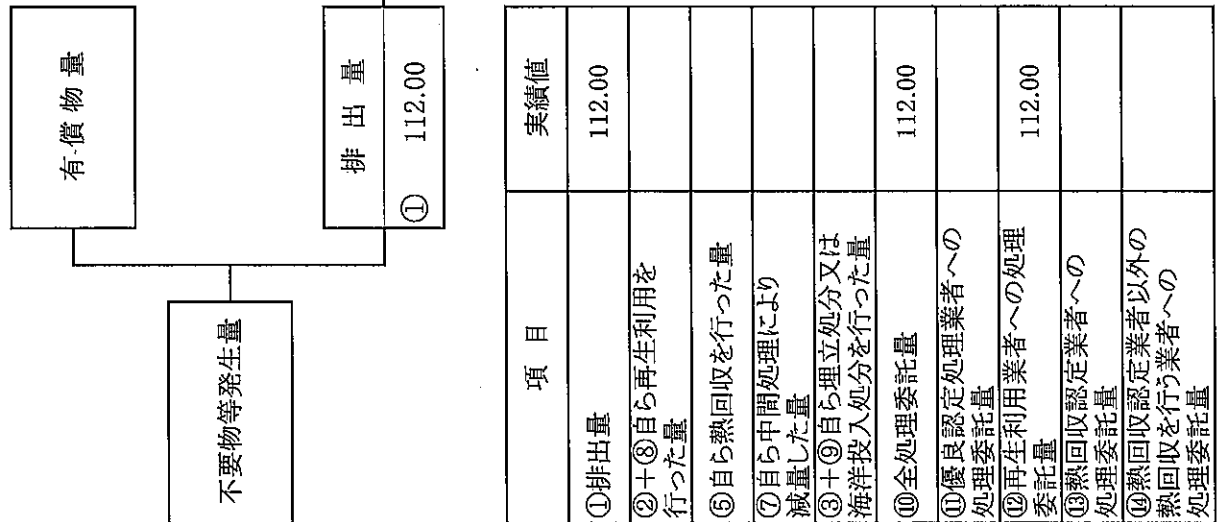 有償物量
不要物等発生量
排出量
① 112.00
項目 実績値
①排出量 112.00
②+⑧自ら再生利用を
行った量
⑥自ら熱回収を行った量
⑦自ら中間処理により
減量した量
③+⑨自ら埋立処分又は
海洋投入処分を行った量
⑩全処理委託量 112.00
⑪優良認定処理業者への
処理委託量
⑫再生利用業者への処理
委託量 112.00
⑬熱回収認定業者への
処理委託量
⑭熱回収認定業者以外の
熱回収を行う業者への
処理委託量